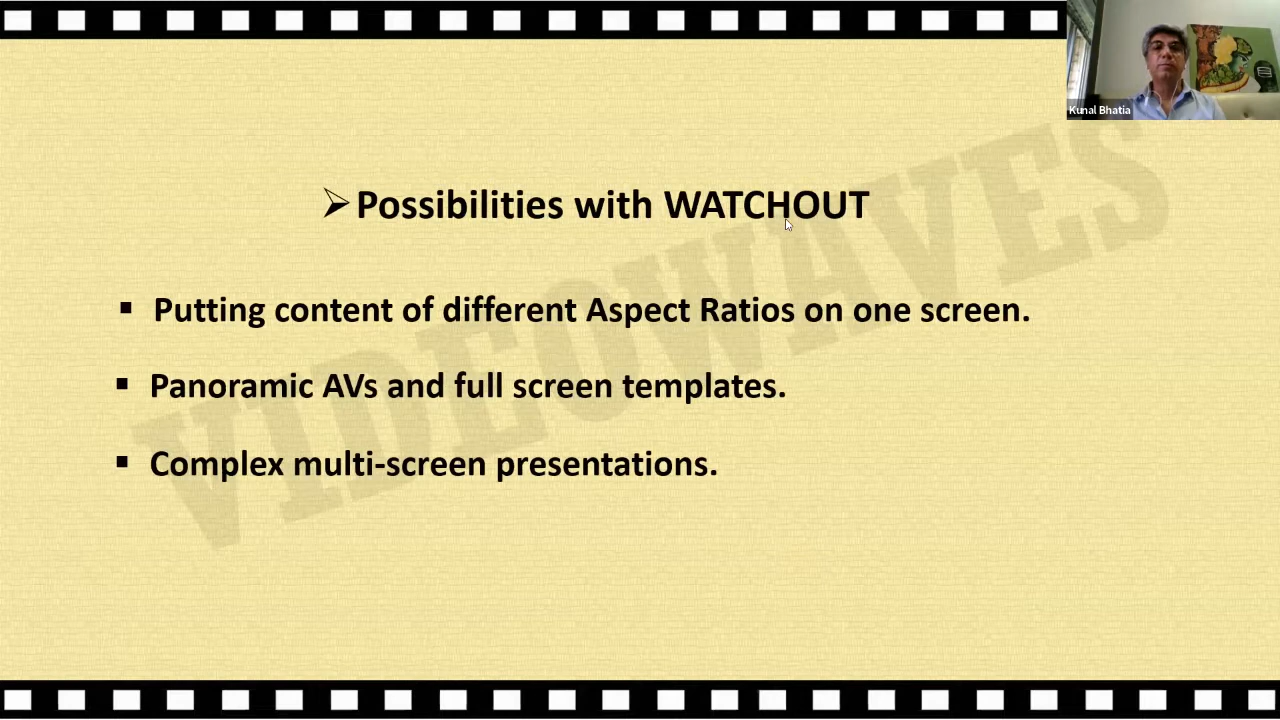 Kunal Bhatia
➢Possibilities with WATCHOUT
▪ Putting content of different Aspect Ratios on one screen.
▪ Panoramic AVs and full screen templates.
▪ Complex multi-screen presentations.
VIDEOWAVES